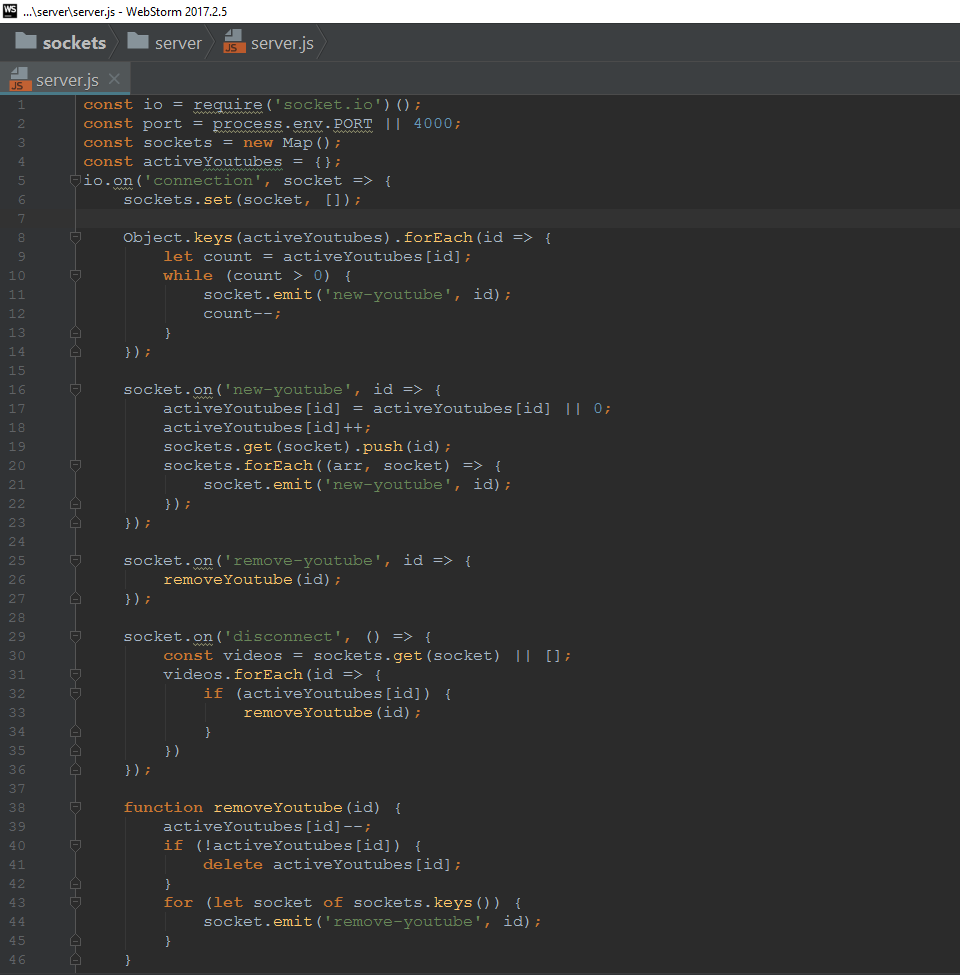 WS ...\server\server.js - WebStorm 2017.2.5
sockets server JS server.js
JS server.js
1 const io = require('socket.io')();
2 const port = process.env.PORT || 4000;
3 const sockets = new Map();
4 const activeYoutubes = {};
5 io.on('connection', socket => {
6     sockets.set(socket, []);
7
8     Object.keys(activeYoutubes).forEach(id => {
9         let count = activeYoutubes[id];
10         while (count > 0) {
11             socket.emit('new-youtube', id);
12             count--;
13         }
14     });
15
16     socket.on('new-youtube', id => {
17         activeYoutubes[id] = activeYoutubes[id] || 0;
18         activeYoutubes[id]++;
19         sockets.get(socket).push(id);
20         sockets.forEach((arr, socket) => {
21             socket.emit('new-youtube', id);
22         });
23     });
24
25     socket.on('remove-youtube', id => {
26         removeYoutube(id);
27     });
28
29     socket.on('disconnect', () => {
30         const videos = sockets.get(socket) || [];
31         videos.forEach(id => {
32             if (activeYoutubes[id]) {
33                 removeYoutube(id);
34             }
35         })
36     });
37
38     function removeYoutube(id) {
39         activeYoutubes[id]--;
40         if (!activeYoutubes[id]) {
41             delete activeYoutubes[id];
42         }
43         for (let socket of sockets.keys()) {
44             socket.emit('remove-youtube', id);
45         }
46     }